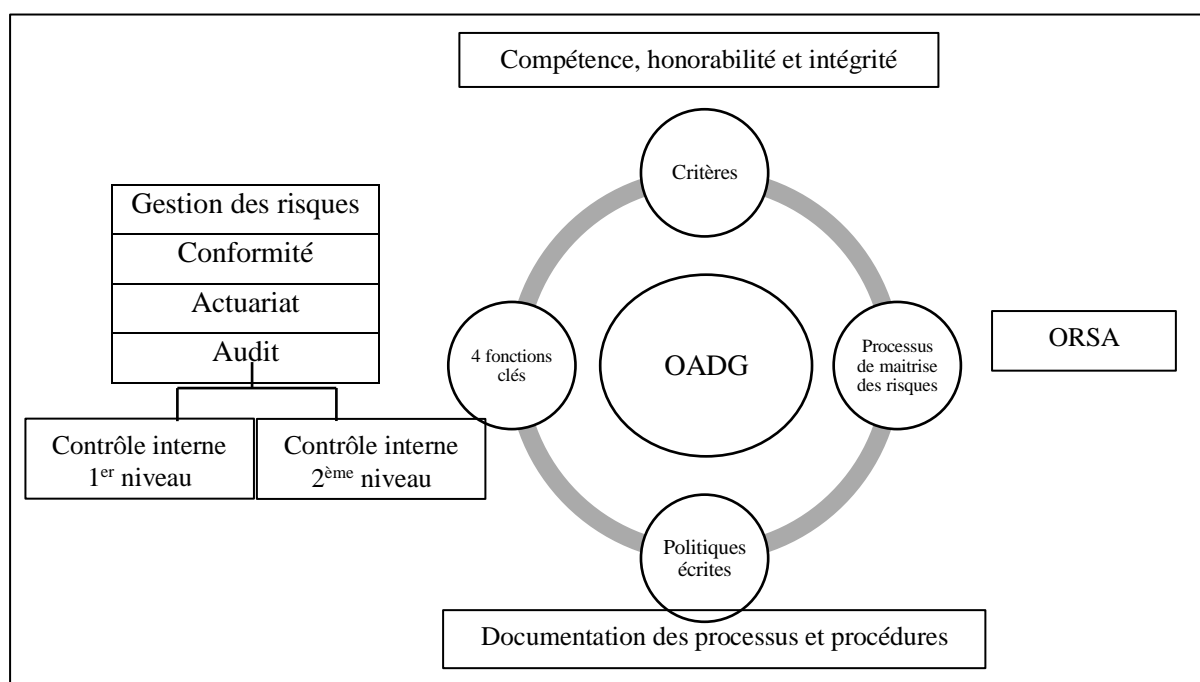 Compétence, honorabilité et intégrité
Critères
Gestion des risques
Conformité
Actuariat
Audit
Contrôle interne
1er niveau
Contrôle interne
2ème niveau
4 fonctions
clés
OADG
Processus
de maitrise
des risques
ORSA
Politiques
écrites
Documentation des processus et procédures